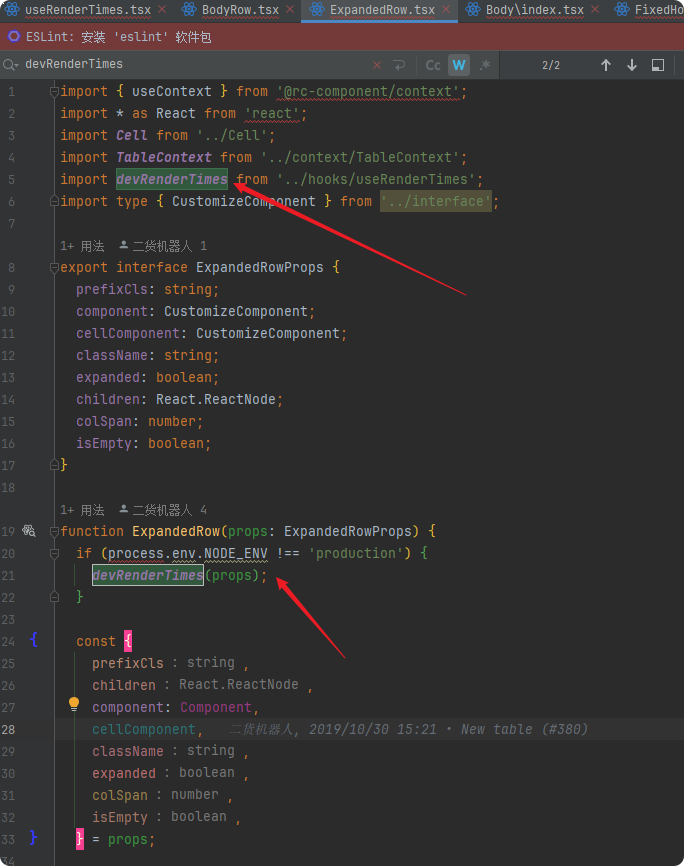 useRenderTimes.tsx BodyRow.tsx ExpandedRow.tsx Body\index.tsx FixedHo
ESLint: 安装 'eslint' 软件包
devRenderTimes Cc W .* 2/2
1 import { useContext } from '@rc-component/context';
2 import * as React from 'react';
3 import Cell from '../Cell';
4 import TableContext from '../context/TableContext';
5 import devRenderTimes from '../hooks/useRenderTimes';
6 import type { CustomizeComponent } from '../interface';
7
1+ 用法 二货机器人 1
8 export interface ExpandedRowProps {
9 prefixCls: string;
10 component: CustomizeComponent;
11 cellComponent: CustomizeComponent;
12 className: string;
13 expanded: boolean;
14 children: React.ReactNode;
15 colSpan: number;
16 isEmpty: boolean;
17 }
18
1+ 用法 二货机器人 4
19 function ExpandedRow(props: ExpandedRowProps) {
20 if (process.env.NODE_ENV !== 'production') {
21 devRenderTimes(props);
22 }
23
24 { const {
25 prefixCls : string ,
26 children : React.ReactNode ,
27 component: Component,
28 cellComponent, 二货机器人, 2019/10/30 15:21 • New table (#380)
29 className : string ,
30 expanded : boolean ,
31 colSpan : number ,
32 isEmpty : boolean ,
33 } } = props;
34